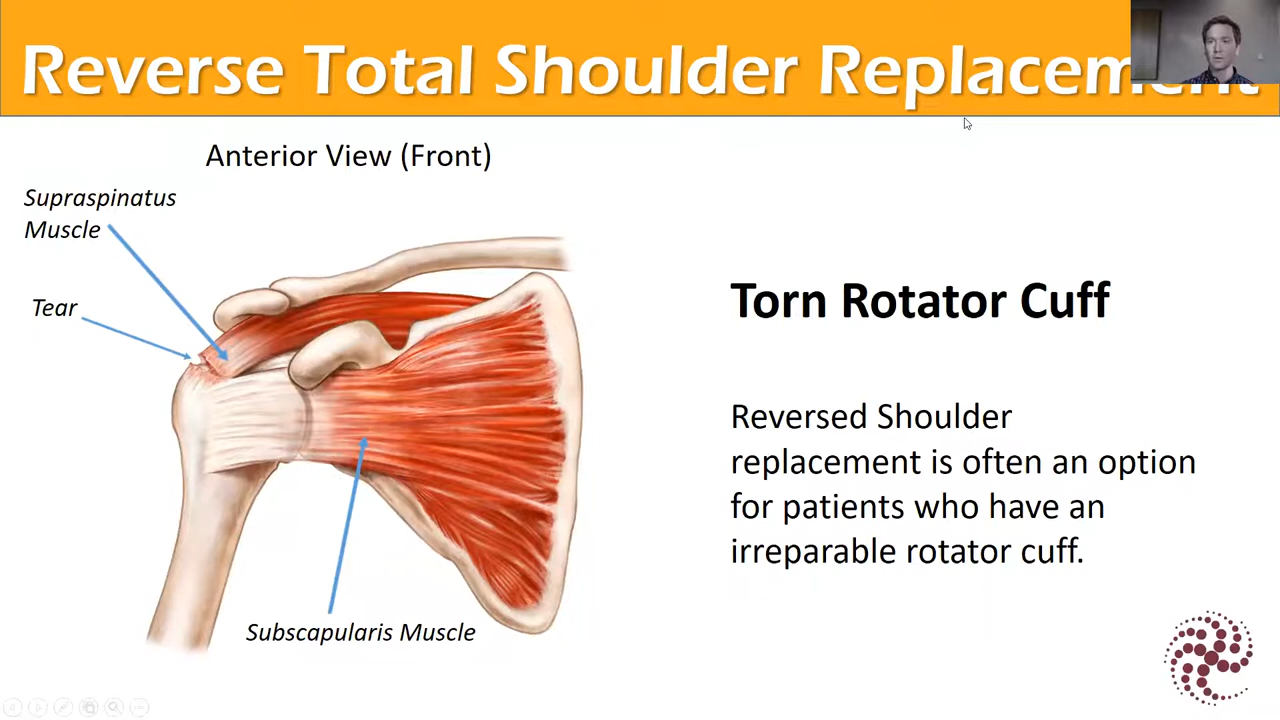 Reverse Total Shoulder Replacement
Anterior View (Front)
Supraspinatus
Muscle
Tear
Subscapularis Muscle
Torn Rotator Cuff
Reversed Shoulder
replacement is often an option
for patients who have an
irreparable rotator cuff.